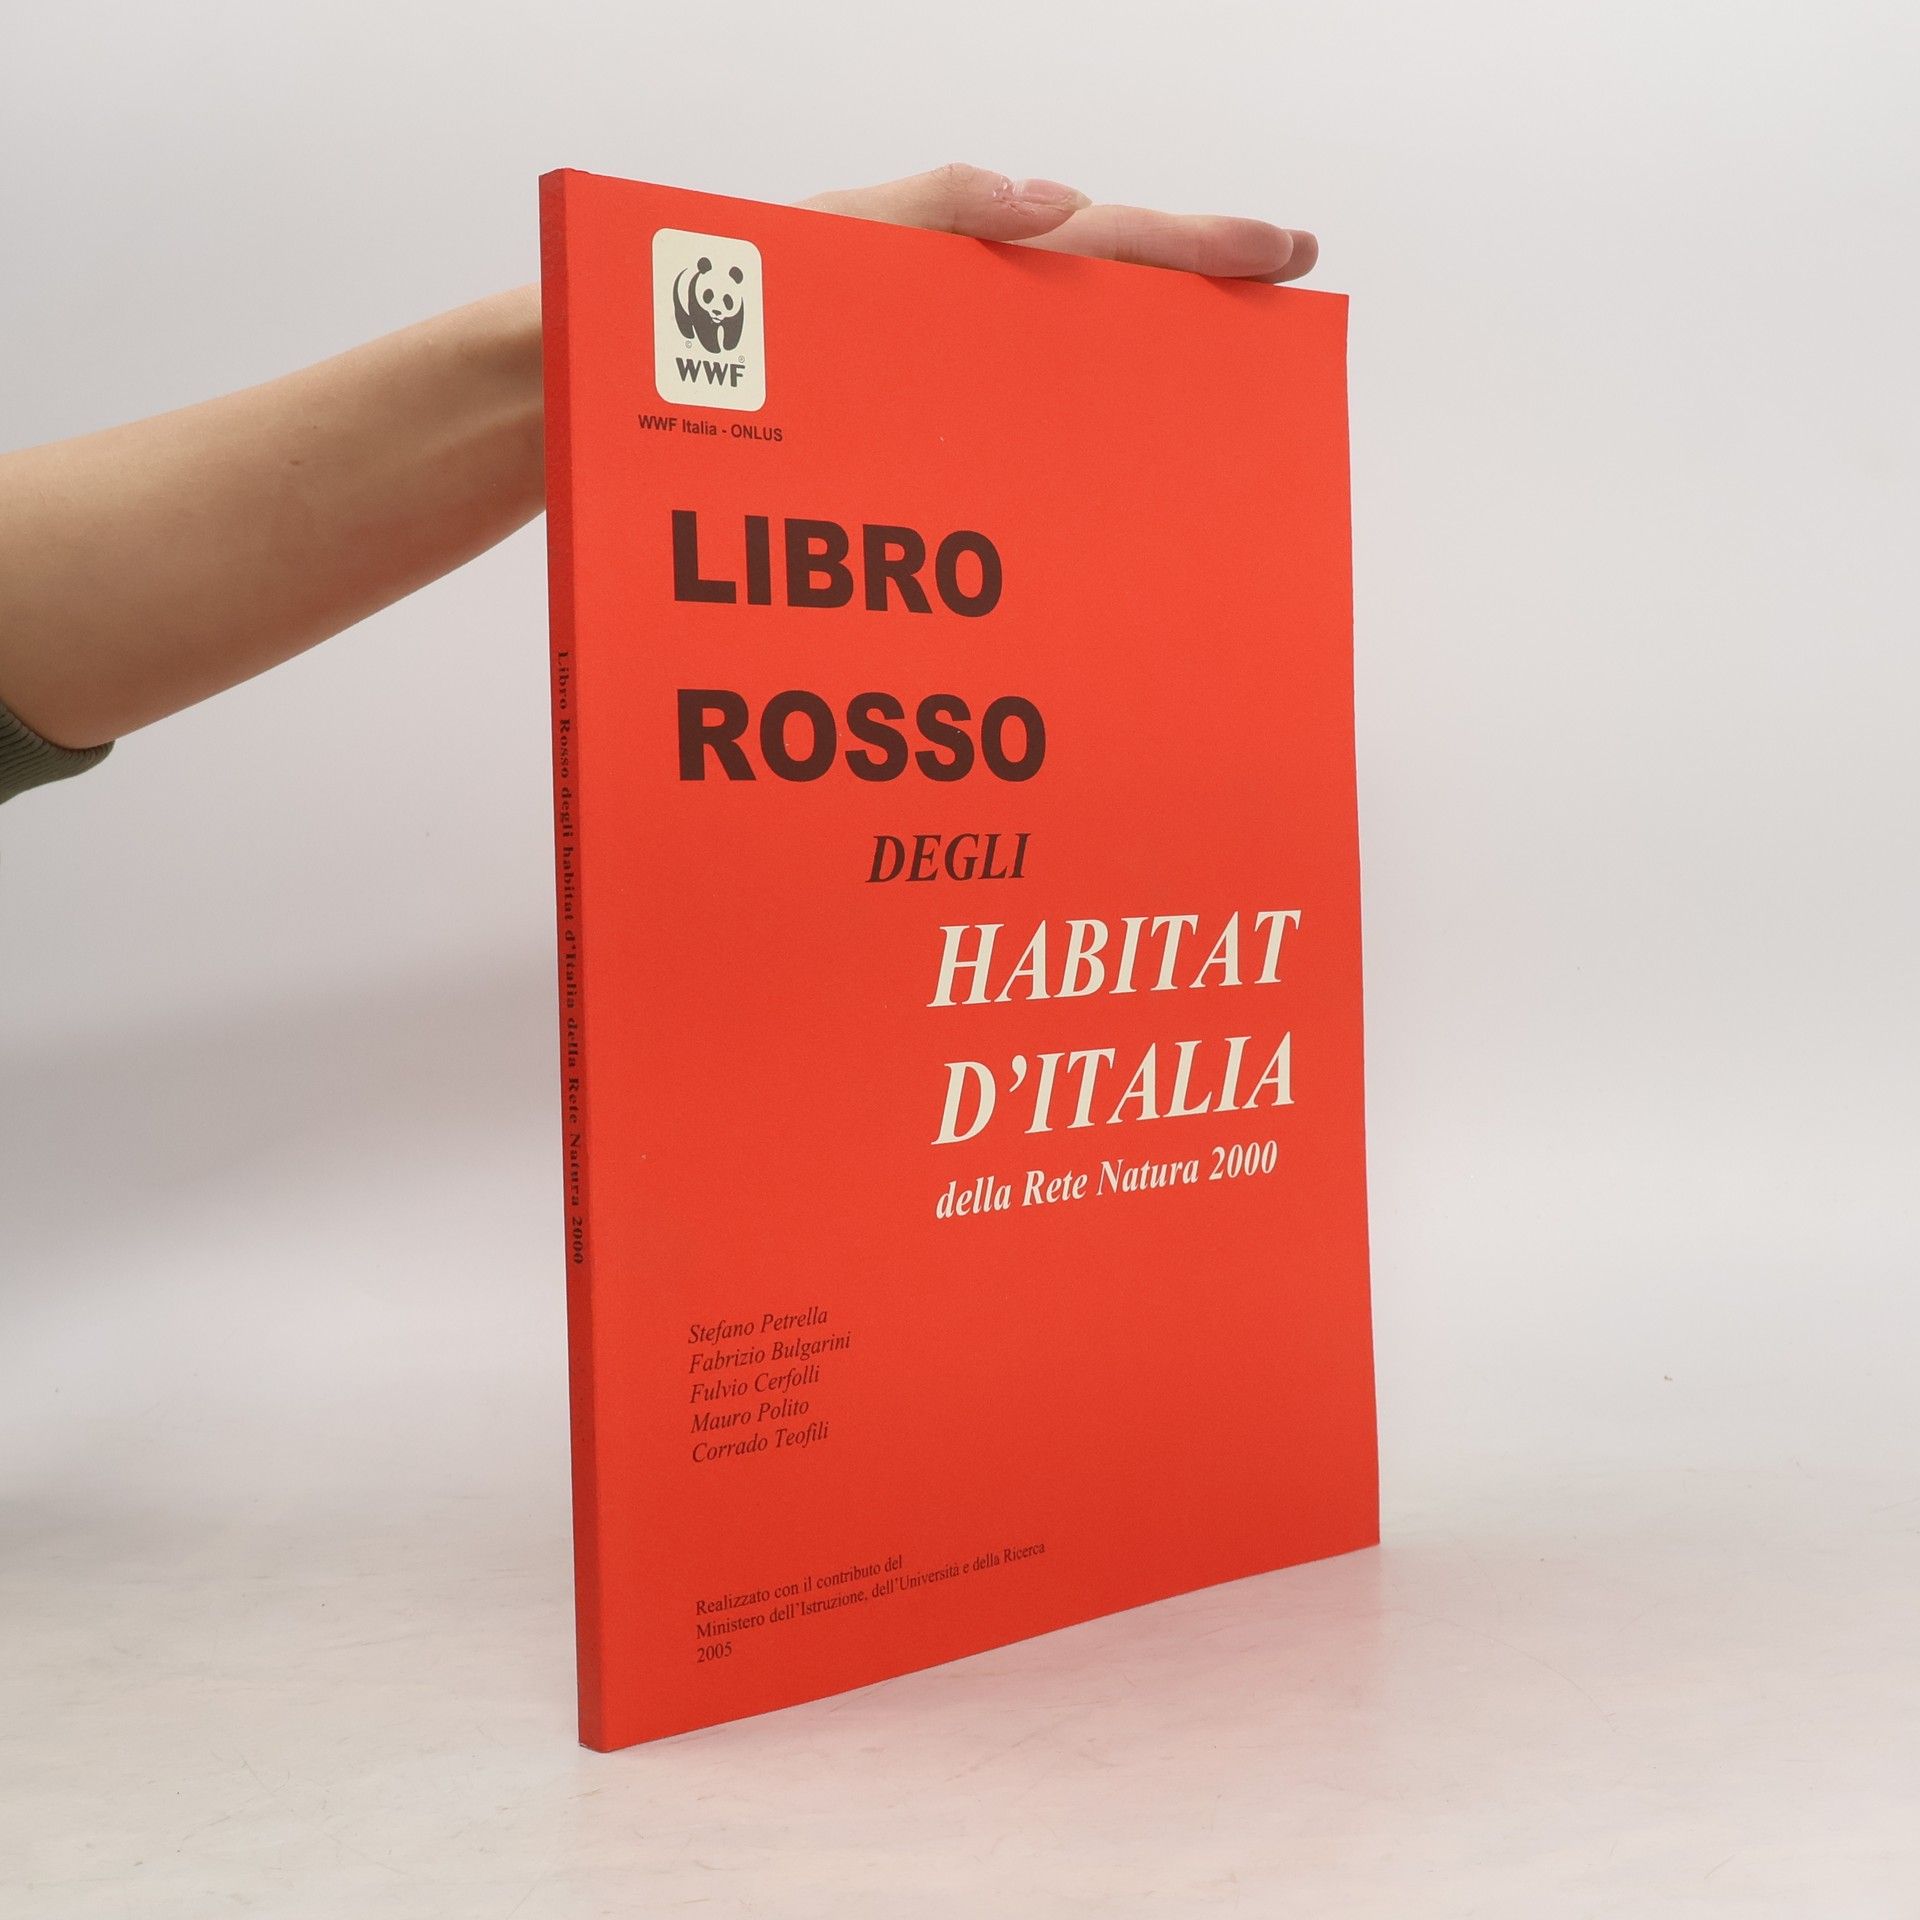 WWF
WWF Italia - ONLUS
LIBRO
ROSSO
DEGLI
HABITAT
D'ITALIA
della Rete Natura 2000
Stefano Petrella
Fabrizio Bulgarini
Fulvio Cerfolli
Mauro Polito
Corrado Teofili
Realizzato con il contributo del
Ministero dell'Istruzione, dell'Università e della Ricerca
2005
Libro Rosso degli habitat d'Italia della Rete Natura 2000